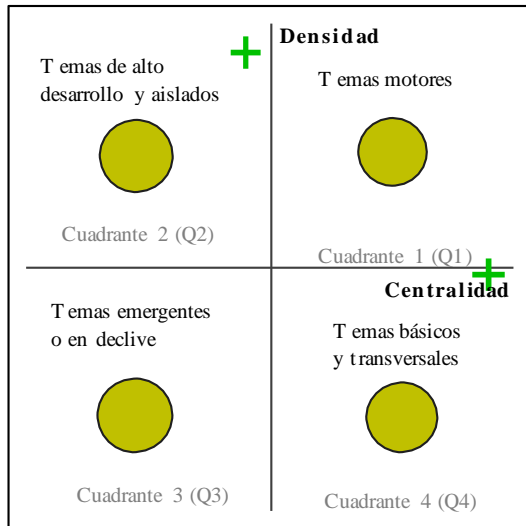 Densidad
Temas de alto
desarrollo y aislados
Temas motores
Cuadrante 2 (Q2)
Cuadrante 1 (Q1)
Centralidad
Temas emergentes
o en declive
Temas básicos
y transversales
Cuadrante 3 (Q3)
Cuadrante 4 (Q4)